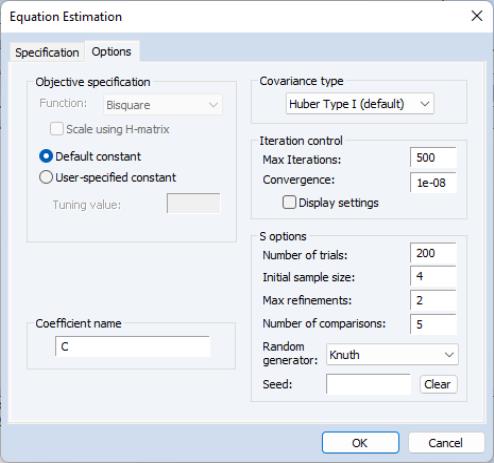 Equation Estimation
Specification
Options
Objective specification
Function: Bisquare
Scale using H-matrix
Default constant
User-specified constant
Tuning value:
Coefficient name
C
Covariance type
Huber Type I (default)
Iteration control
Max Iterations: 500
Convergence: 1e-08
Display settings
S options
Number of trials: 200
Initial sample size: 4
Max refinements: 2
Number of comparisons: 5
Random
generator: Knuth
Seed: Clear
OK
Cancel